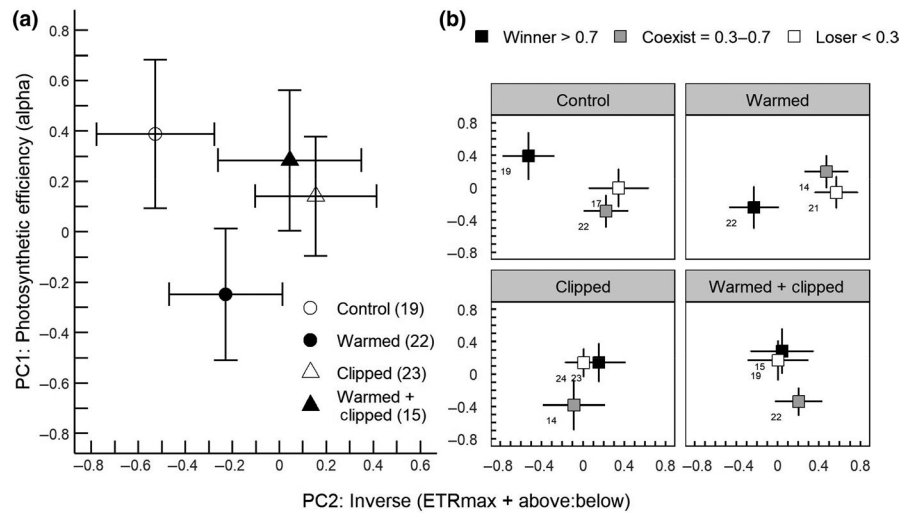 (a)
(b)
Winner > 0.7
Coexist = 0.3–0.7
Loser < 0.3
PC1: Photosynthetic efficiency (alpha)
0.8
0.6
0.4
0.2
0
−0.2
−0.4
−0.6
−0.8
−0.8 −0.6 −0.4 −0.2 0 0.2 0.4 0.6
Control (19)
Warmed (22)
Clipped (23)
Warmed +
clipped (15)
Control
0.8
0.4
0
−0.4
−0.8
19
17
22
Warmed
14
21
22
Clipped
0.8
0.4
0
−0.4
−0.8
24 23
14
−0.8 −0.4 0 0.4 0.8
Warmed + clipped
15
19
22
−0.8 −0.4 0 0.4 0.8
PC2: Inverse (ETRmax + above:below)